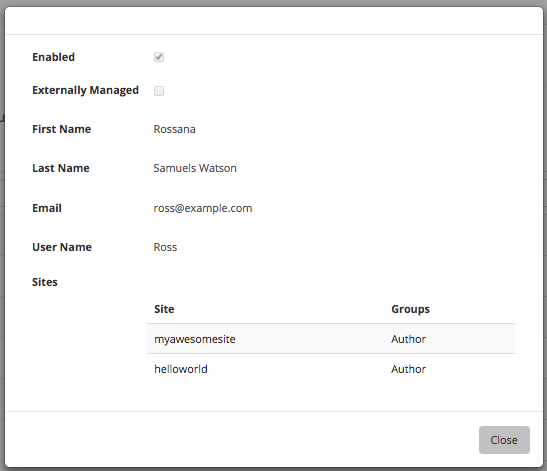 Enabled
Externally Managed
First Name Rossana
Last Name Samuels Watson
Email ross@example.com
User Name Ross
Sites
Site Groups
myawesomesite Author
helloworld Author
Close